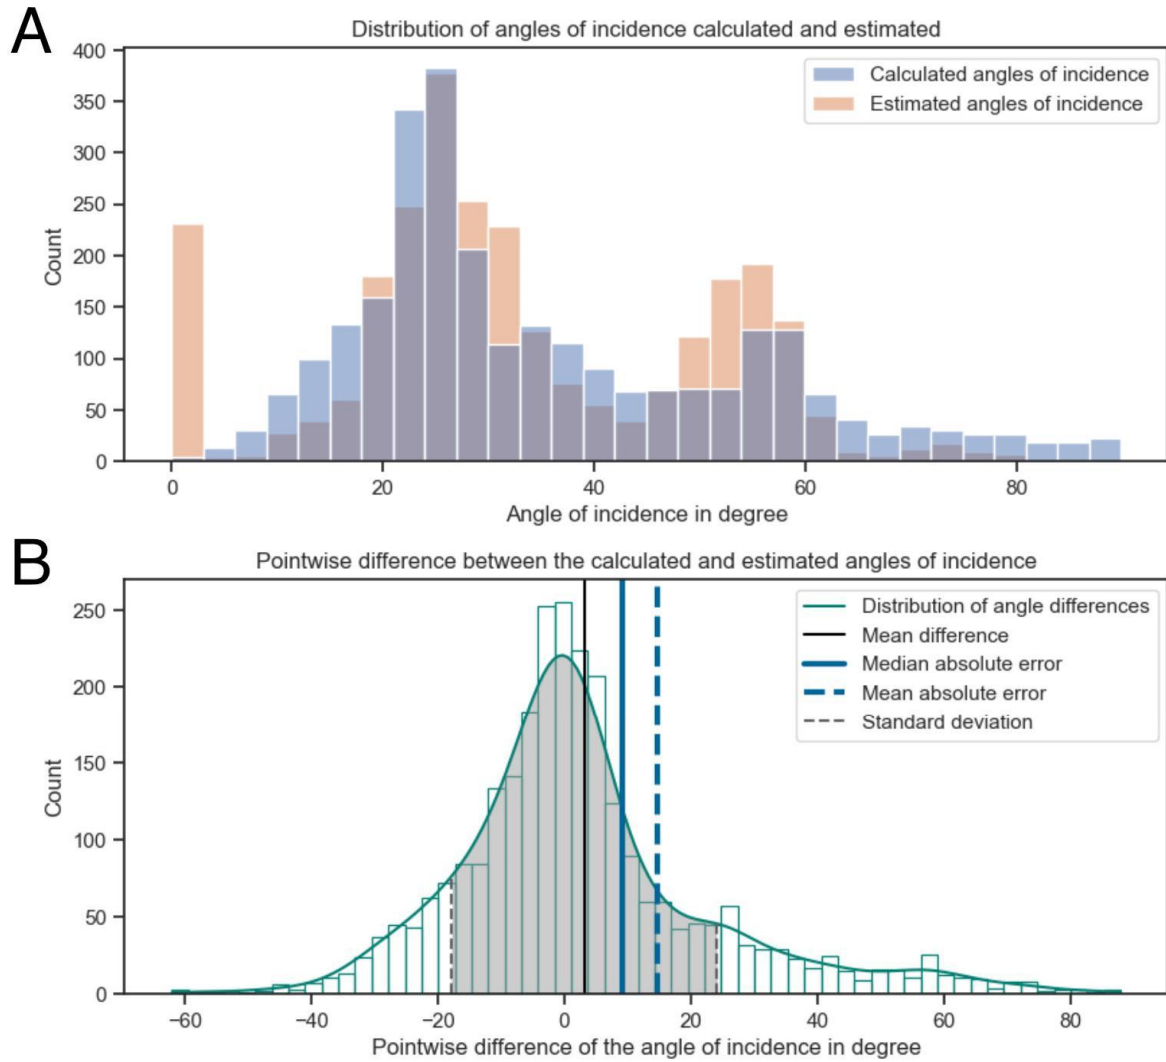 A
Distribution of angles of incidence calculated and estimated
400
350
300
250
200
150
100
50
0
Count
Calculated angles of incidence
Estimated angles of incidence
0 20 40 60 80
Angle of incidence in degree
B
Pointwise difference between the calculated and estimated angles of incidence
250
200
150
100
50
0
Count
Distribution of angle differences
Mean difference
Median absolute error
Mean absolute error
Standard deviation
−60 −40 −20 0 20 40 60 80
Pointwise difference of the angle of incidence in degree